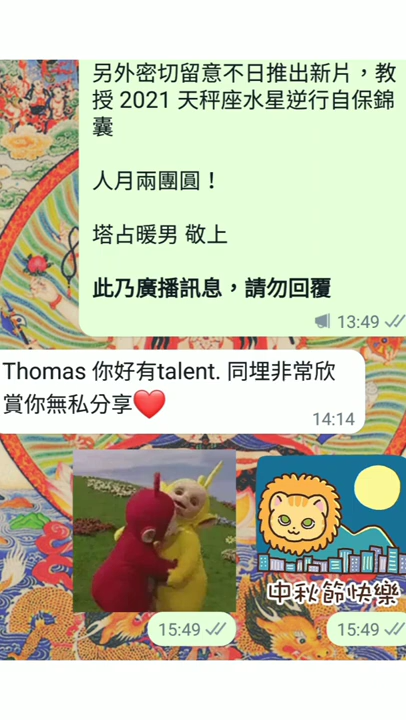 另外密切留意不日推出新片，教
授 2021 天秤座水星逆行自保錦
囊
人月兩團圓！
塔占暖男 敬上
此乃廣播訊息，請勿回覆
13:49
Thomas 你好有talent. 同埋非常欣
賞你無私分享❤️
14:14
中秋節快樂
15:49
15:49